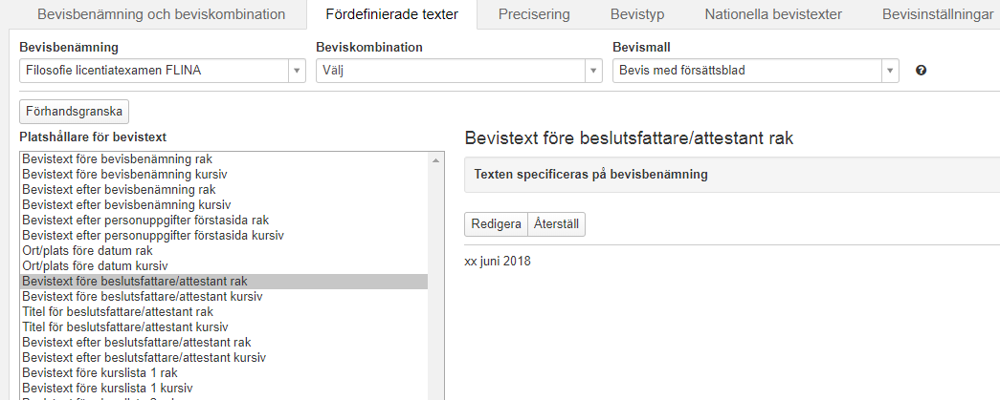 Bevisbenämning och beviskombination Fördefinierade texter Precisering Bevistyp Nationella bevistexter Bevisinställningar
Bevisbenämning Beviskombination Bevismall
Filosofie licentiatexamen FLINA Välj Bevis med försättsblad
Förhandsgranska
Platshållare för bevistext
Bevistext före bevisbenämning rak
Bevistext före bevisbenämning kursiv
Bevistext efter bevisbenämning rak
Bevistext efter bevisbenämning kursiv
Bevistext efter personuppgifter förstasida rak
Bevistext efter personuppgifter förstasida kursiv
Ort/plats före datum rak
Ort/plats före datum kursiv
Bevistext före beslutsfattare/attestant rak
Bevistext före beslutsfattare/attestant kursiv
Titel för beslutsfattare/attestant rak
Titel för beslutsfattare/attestant kursiv
Bevistext efter beslutsfattare/attestant rak
Bevistext efter beslutsfattare/attestant kursiv
Bevistext före kurslista 1 rak
Bevistext före kurslista 1 kursiv
Bevistext före beslutsfattare/attestant rak
Texten specificeras på bevisbenämning
Redigera Återställ
xx juni 2018